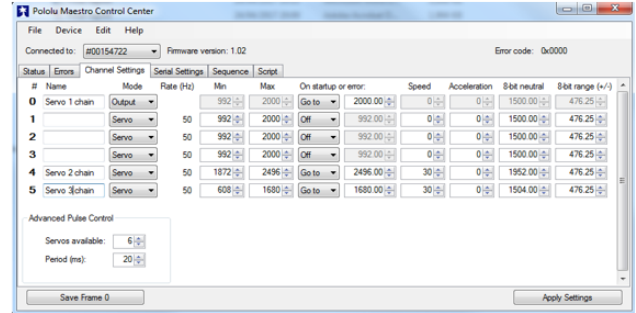 Pololu Maestro Control Center
File Device Edit Help
Connected to: #00154722 Firmware version: 1.02 Error code: 0x0000
Status Errors Channel Settings Serial Settings Sequence Script
# Name Mode Rate (Hz) Min Max On startup or error: Speed Acceleration 8-bit neutral 8-bit range (+/-)
0 Servo 1 chain Output 992 2000 Go to 2000.00 0 0 1500.00 476.25
1 Servo 50 992 2000 Off 992.00 0 0 1500.00 476.25
2 Servo 50 992 2000 Off 992.00 0 0 1500.00 476.25
3 Servo 50 992 2000 Off 992.00 0 0 1500.00 476.25
4 Servo 2 chain Servo 50 1872 2496 Go to 2496.00 30 0 1952.00 476.25
5 Servo 3 chain Servo 50 608 1680 Go to 1680.00 30 0 1504.00 476.25
Advanced Pulse Control
Servos available: 6
Period (ms): 20
Save Frame 0 Apply Settings